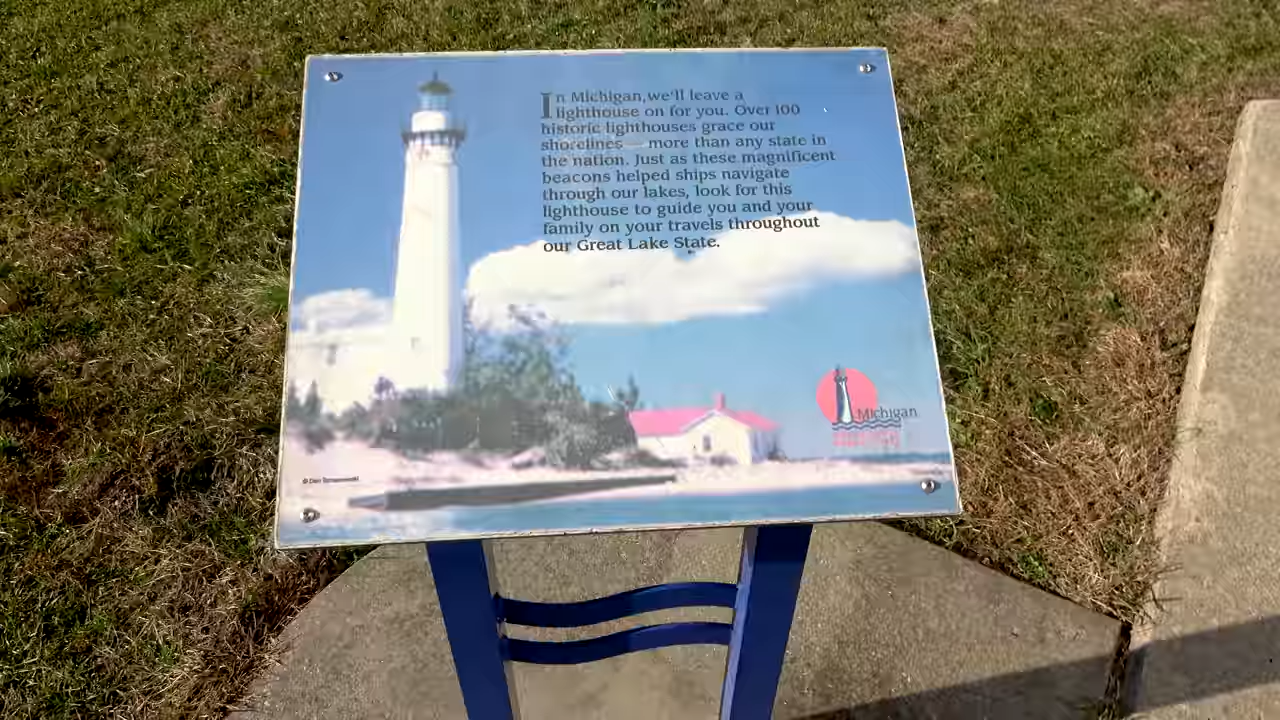 In Michigan, we'll leave a
lighthouse on for you. Over 100
historic lighthouses grace our
shorelines — more than any state in
the nation. Just as these magnificent
beacons helped ships navigate
through our lakes, look for this
lighthouse to guide you and your
family on your travels throughout
our Great Lake State.
Michigan
©